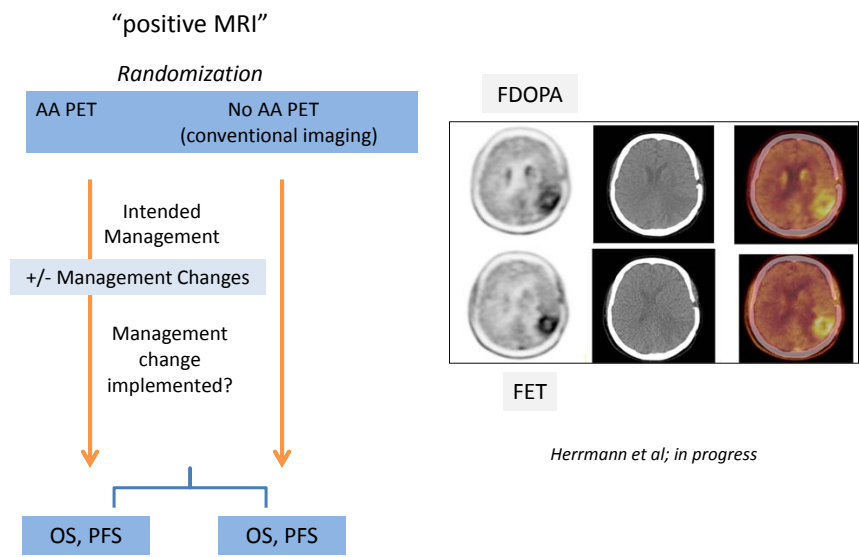 “positive MRI”
Randomization
AA PET
No AA PET
(conventional imaging)
Intended
Management
+/- Management Changes
Management
change
implemented?
OS, PFS
OS, PFS
FDOPA
FET
Herrmann et al; in progress